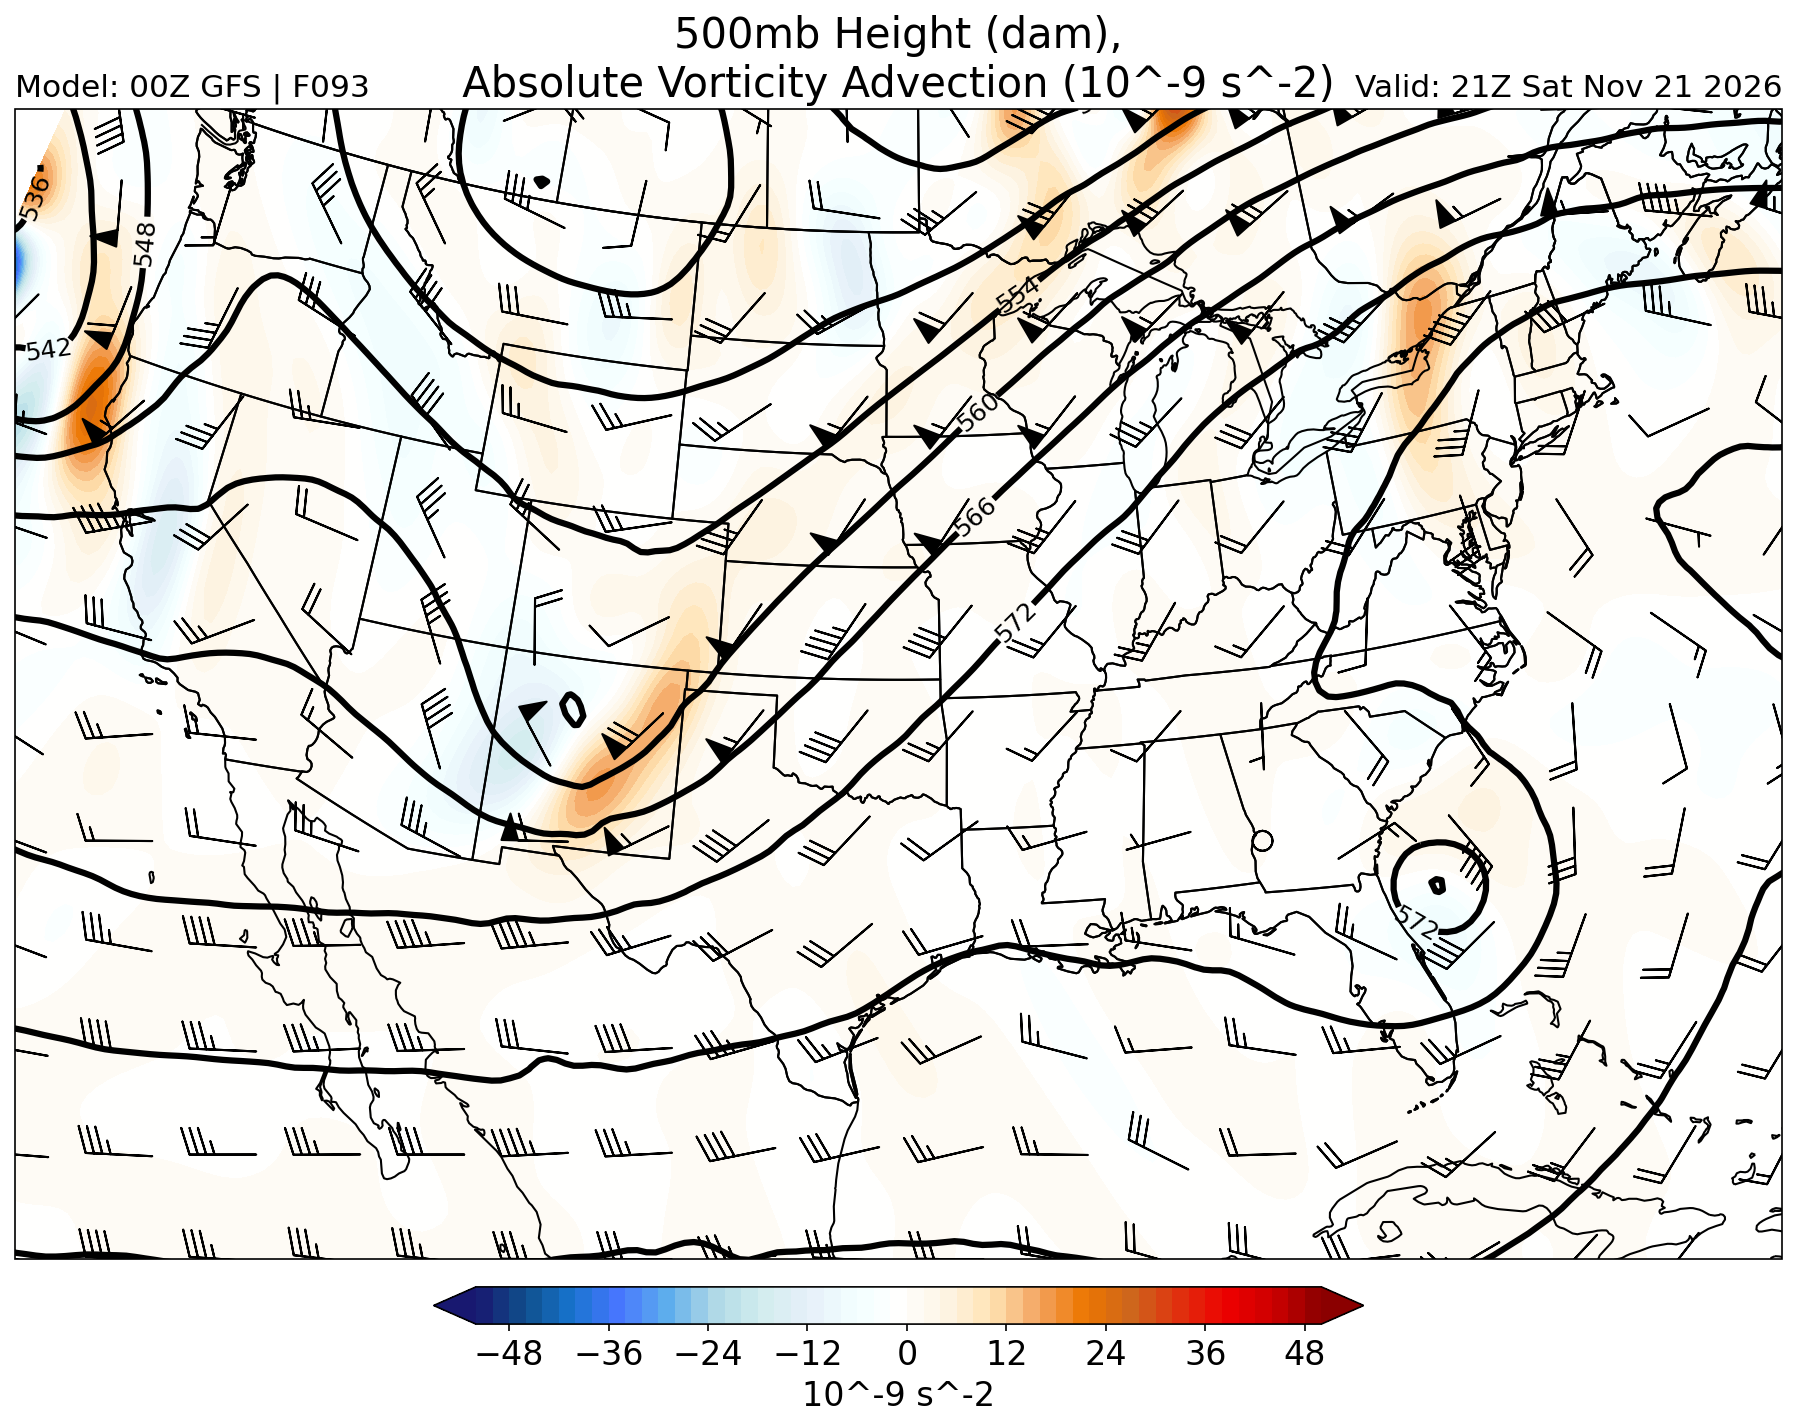 500mb Height (dam),
Model: 00Z GFS | F093
Absolute Vorticity Advection (10^-9 s^-2)
Valid: 21Z Sat Nov 21 2026
536
548
542
554
560
566
572
572
−48 −36 −24 −12 0 12 24 36 48
10^-9 s^-2